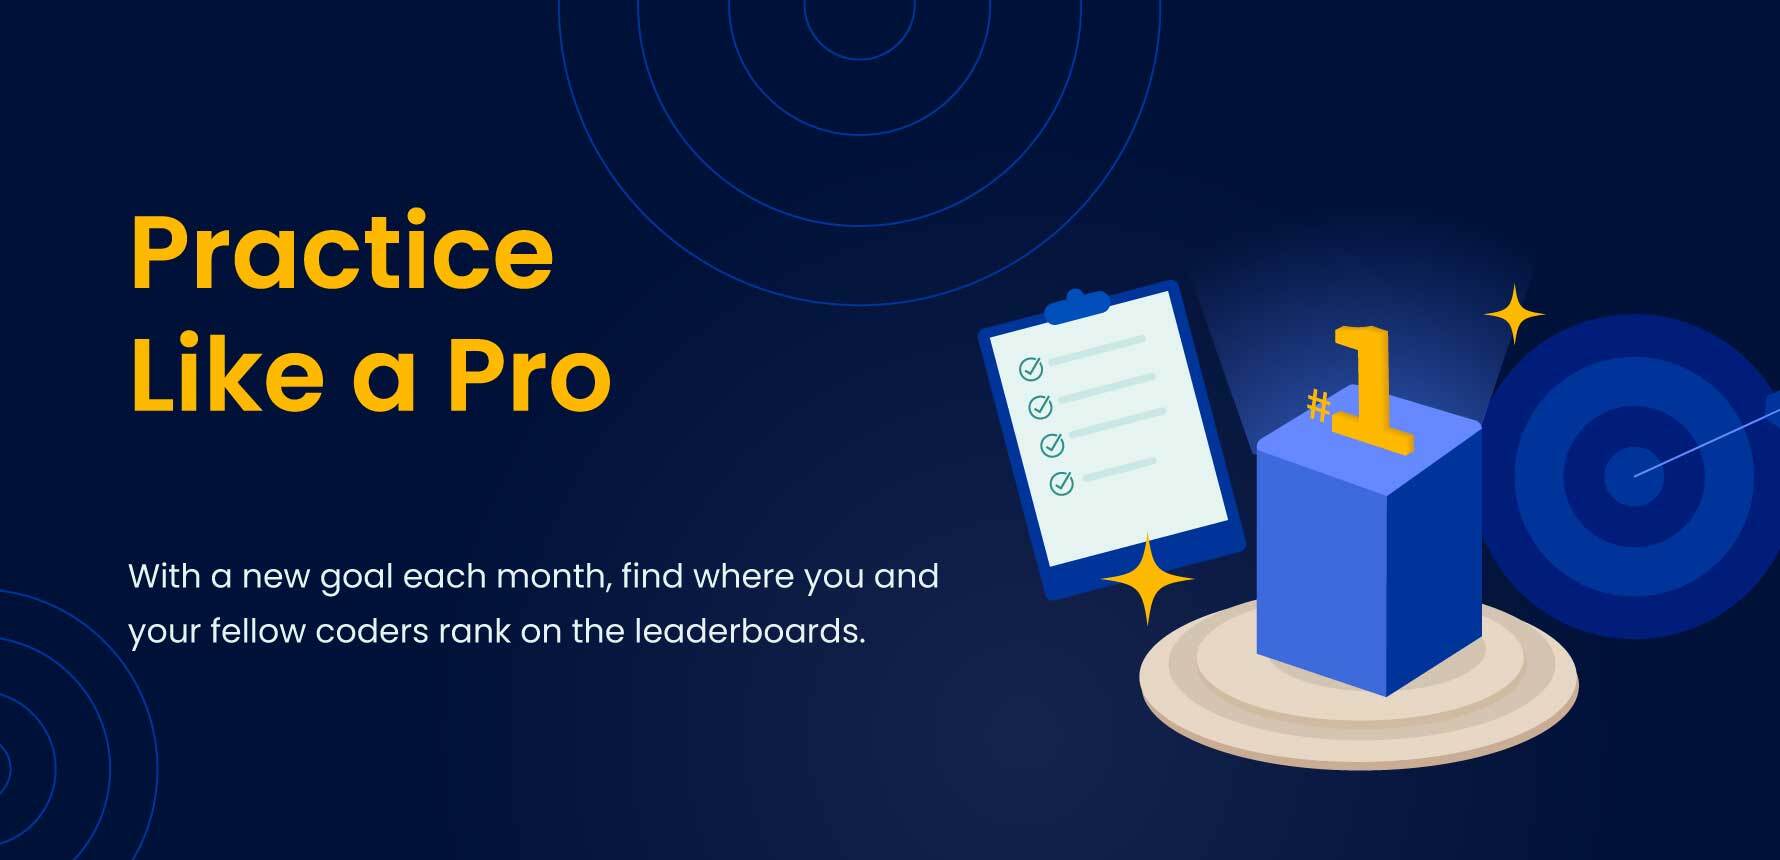 Practice
Like a Pro
With a new goal each month, find where you and
your fellow coders rank on the leaderboards.
#1